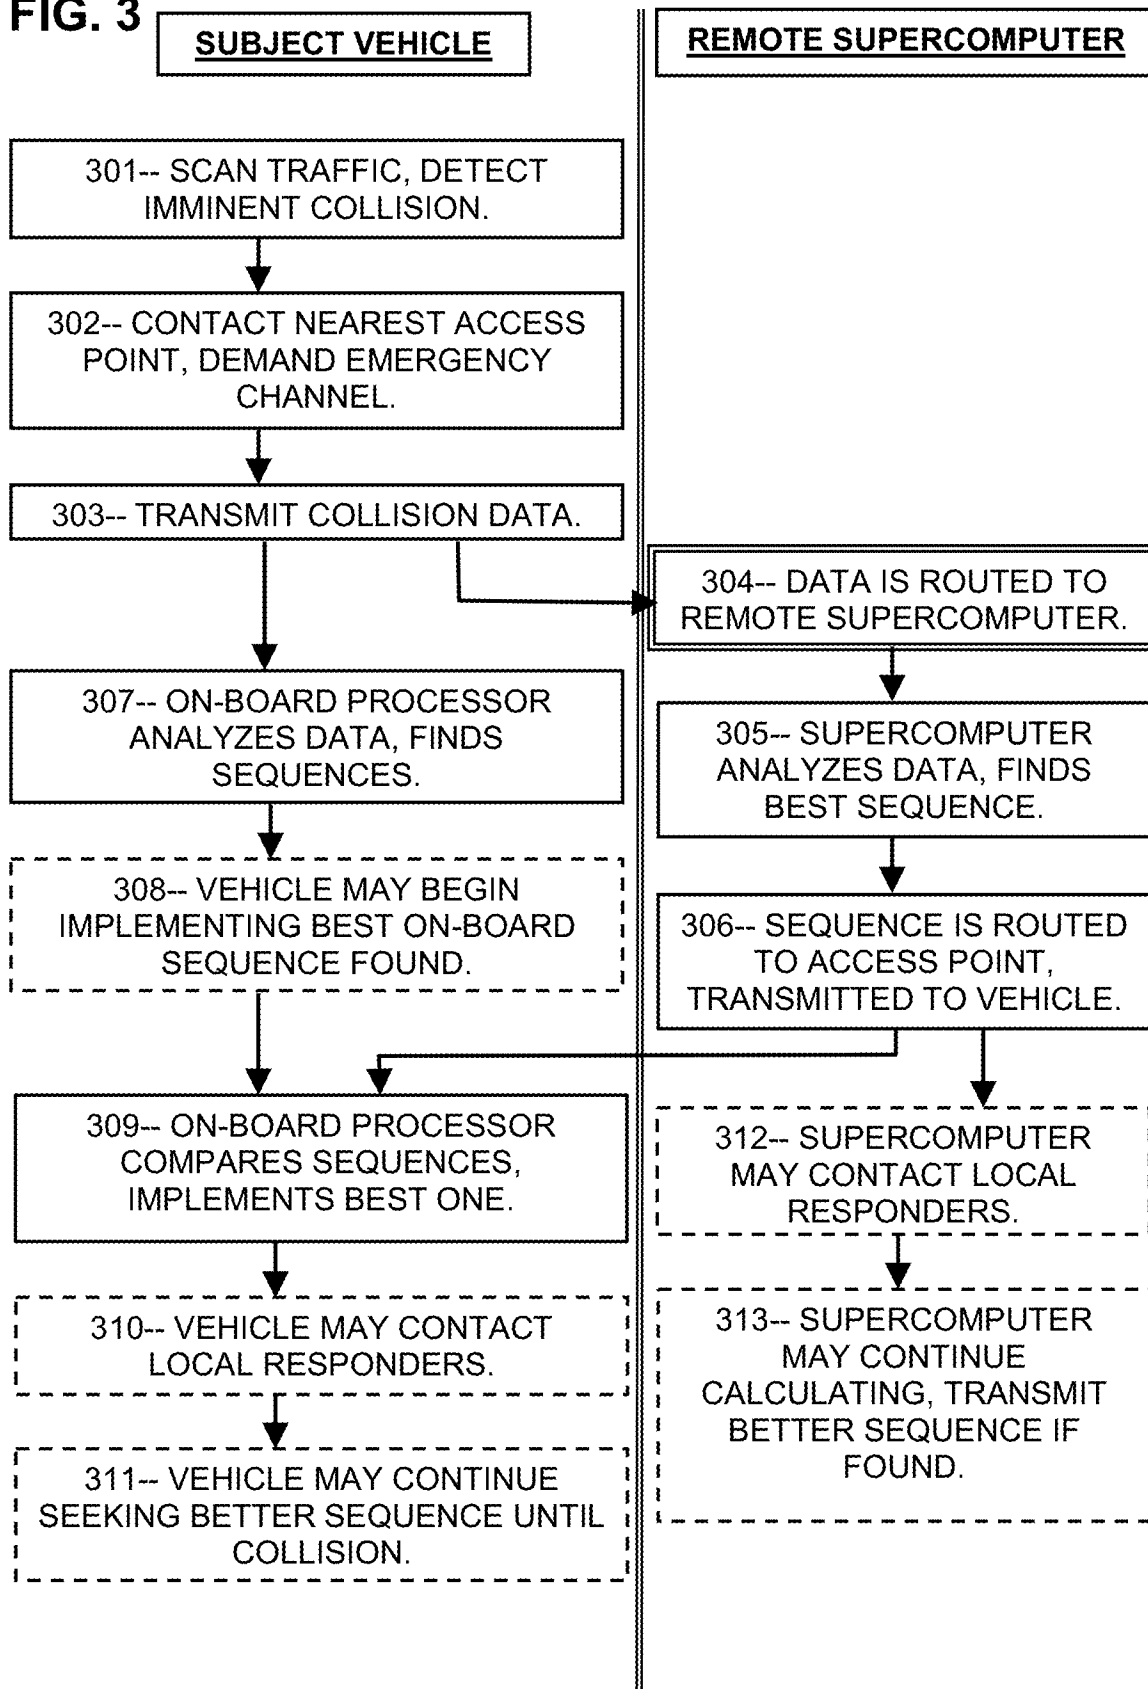 FIG. 3
SUBJECT VEHICLE
REMOTE SUPERCOMPUTER
301-- SCAN TRAFFIC, DETECT
IMMINENT COLLISION.
302-- CONTACT NEAREST ACCESS
POINT, DEMAND EMERGENCY
CHANNEL.
303-- TRANSMIT COLLISION DATA.
304-- DATA IS ROUTED TO
REMOTE SUPERCOMPUTER.
307-- ON-BOARD PROCESSOR
ANALYZES DATA, FINDS
SEQUENCES.
305-- SUPERCOMPUTER
ANALYZES DATA, FINDS
BEST SEQUENCE.
308-- VEHICLE MAY BEGIN
IMPLEMENTING BEST ON-BOARD
SEQUENCE FOUND.
306-- SEQUENCE IS ROUTED
TO ACCESS POINT,
TRANSMITTED TO VEHICLE.
309-- ON-BOARD PROCESSOR
COMPARES SEQUENCES,
IMPLEMENTS BEST ONE.
312-- SUPERCOMPUTER
MAY CONTACT LOCAL
RESPONDERS.
310-- VEHICLE MAY CONTACT
LOCAL RESPONDERS.
313-- SUPERCOMPUTER
MAY CONTINUE
CALCULATING, TRANSMIT
BETTER SEQUENCE IF
FOUND.
311-- VEHICLE MAY CONTINUE
SEEKING BETTER SEQUENCE UNTIL
COLLISION.